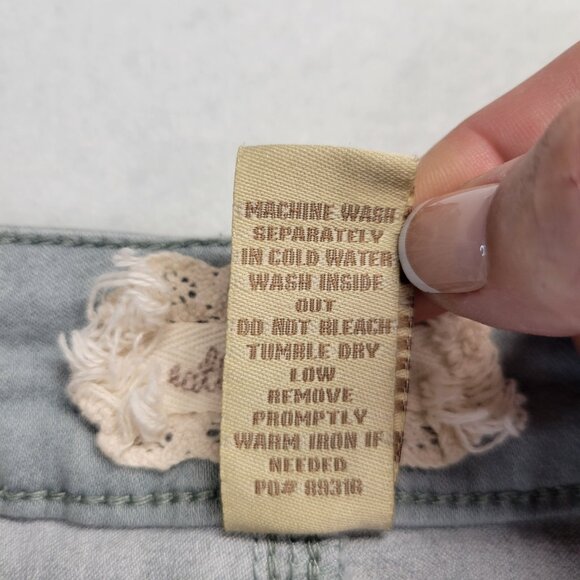 MACHINE WASH
SEPARATELY
IN COLD WATER
WASH INSIDE
OUT
DO NOT BLEACH
TUMBLE DRY
LOW
REMOVE
PROMPTLY
WARM IRON IF
NEEDED
PO# 8931R